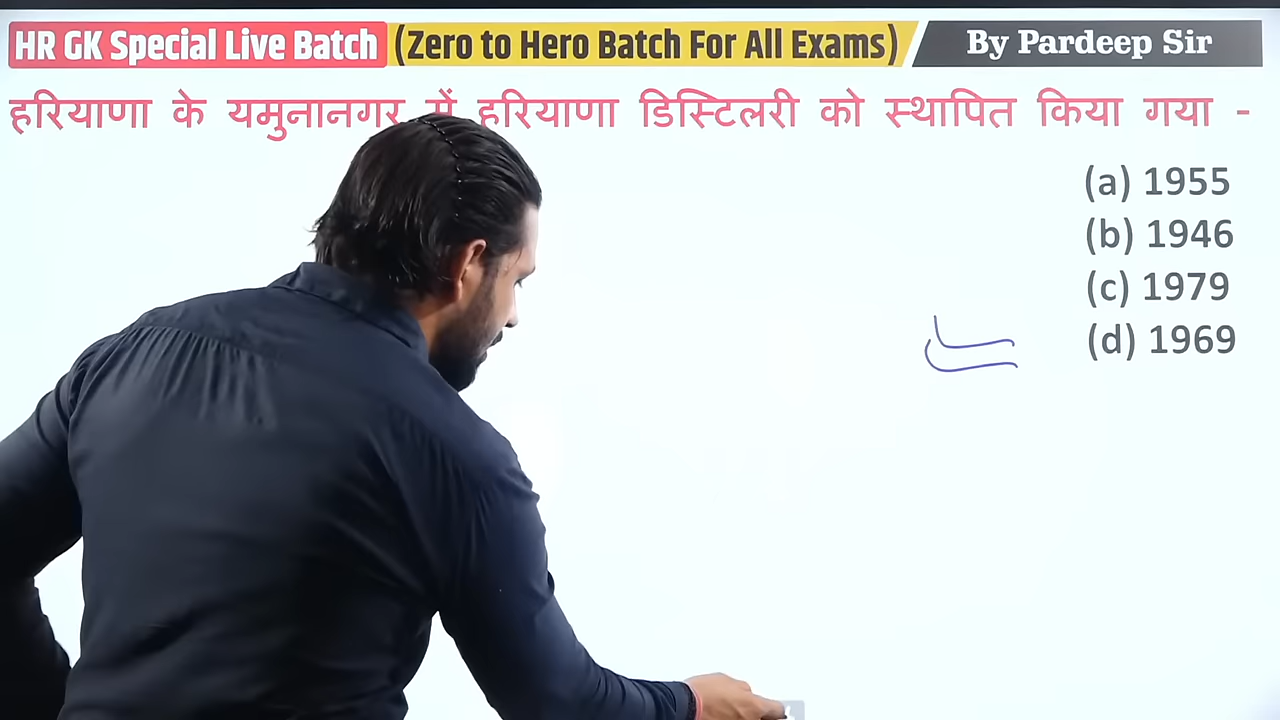 HR GK Special Live Batch (Zero to Hero Batch For All Exams) By Pardeep Sir
हरियाणा के यमुनानगर में हरियाणा डिस्टिलरी को स्थापित किया गया -
(a) 1955
(b) 1946
(c) 1979
(d) 1969